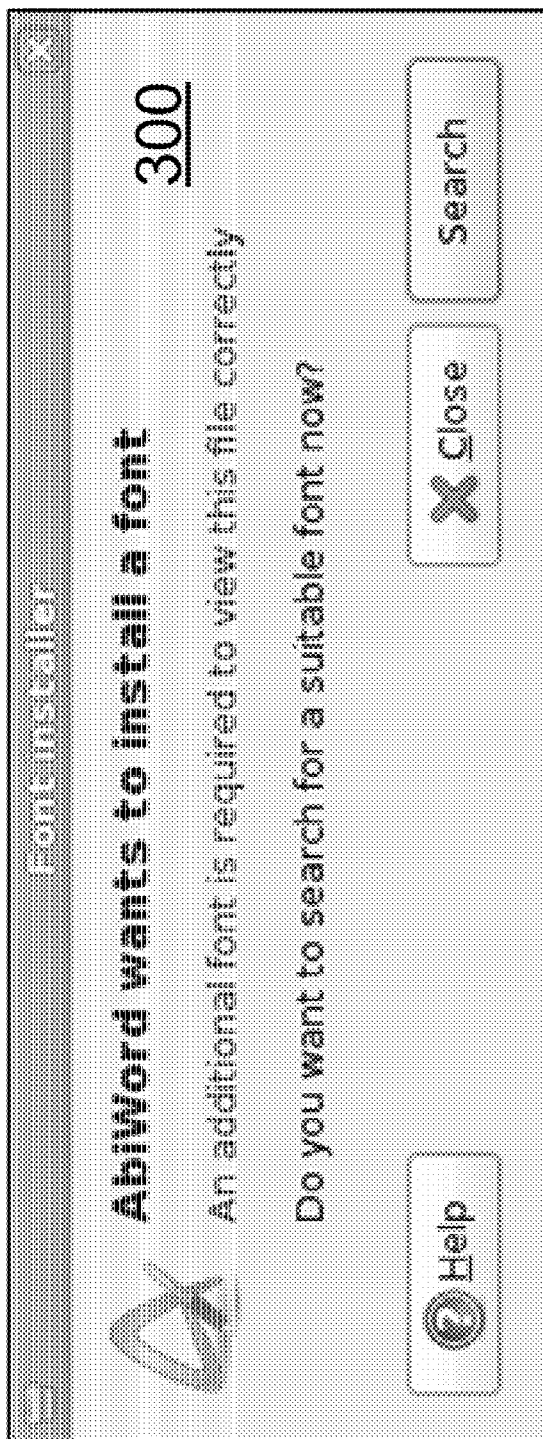 Font Installer
AbiWord wants to install a font
300
An additional font is required to view this file correctly
Do you want to search for a suitable font now?
Help
Close
Search